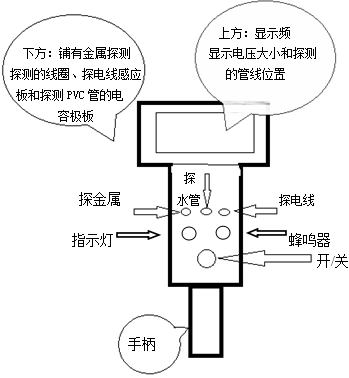 下方：铺有金属探测
探测的线圈、探电线感应
板和探测 PVC 管的电
容极板
上方：显示频
显示电压大小和探测
的管线位置
探
水管
探金属
探电线
指示灯
蜂鸣器
开/关
手柄